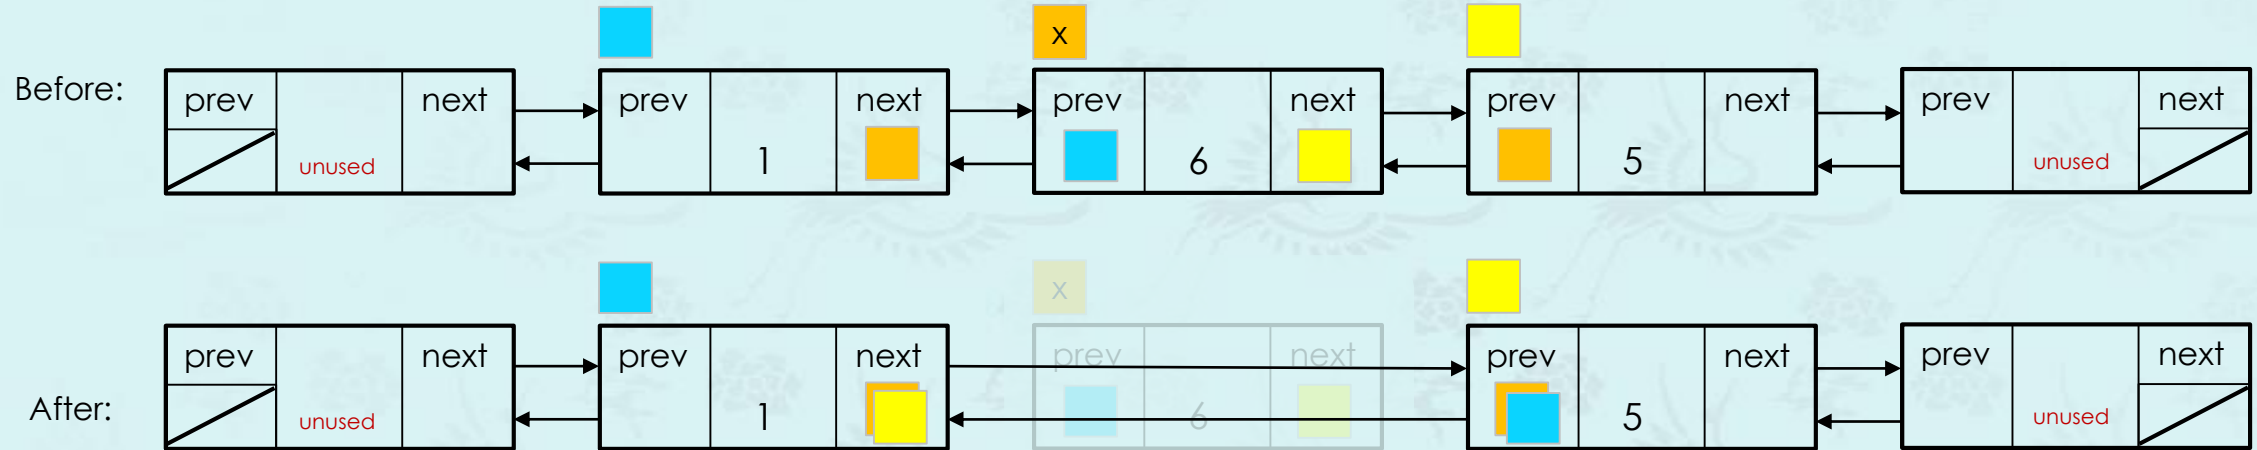 x
Before: prev next prev next prev next prev next prev next
unused 1 6 5 unused
x
prev next prev next prev next prev next prev next
After: unused 1 6 5 unused